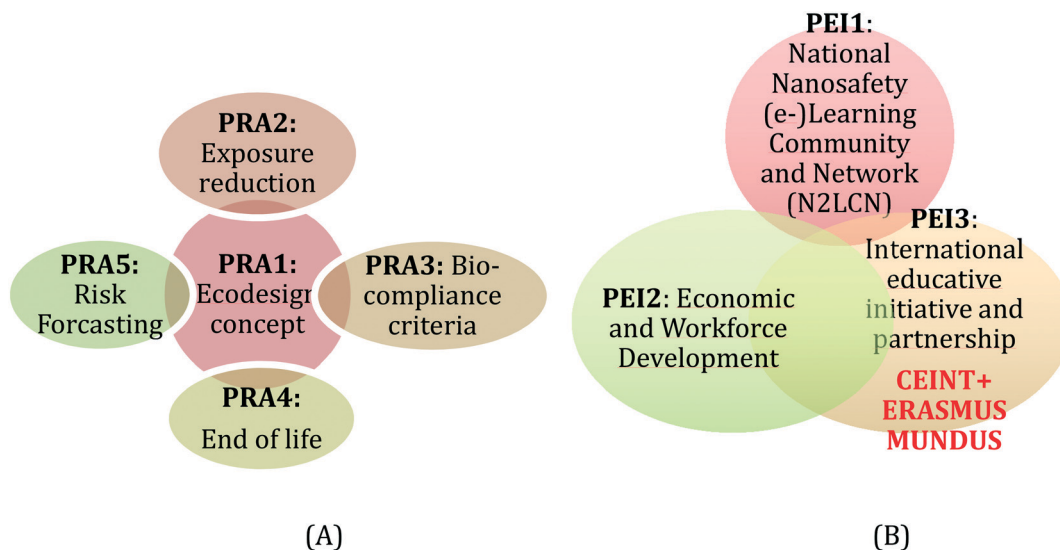 PRA2:
Exposure
reduction
PRA5:
Risk
Forcasting
PRA1:
Ecodesign
concept
PRA3: Bio-
compliance
criteria
PRA4:
End of life
(A)
PEI1:
National
Nanosafety
(e-)Learning
Community
and Network
(N2LCN)
PEI2: Economic
and Workforce
Development
PEI3:
International
educative
initiative and
partnership
CEINT+
ERASMUS
MUNDUS
(B)